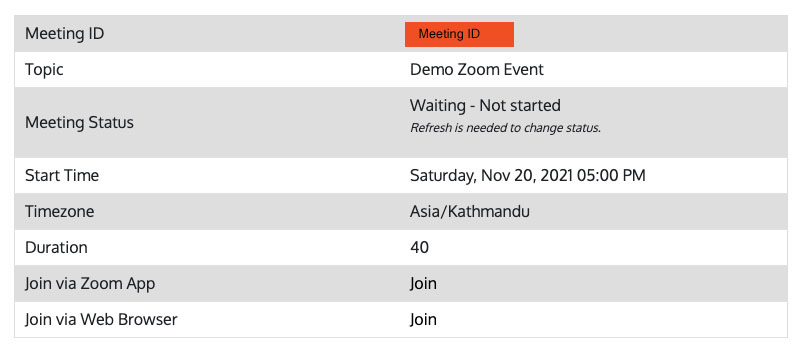 Meeting ID Meeting ID
Topic Demo Zoom Event
Meeting Status Waiting - Not started
Refresh is needed to change status.
Start Time Saturday, Nov 20, 2021 05:00 PM
Timezone Asia/Kathmandu
Duration 40
Join via Zoom App Join
Join via Web Browser Join